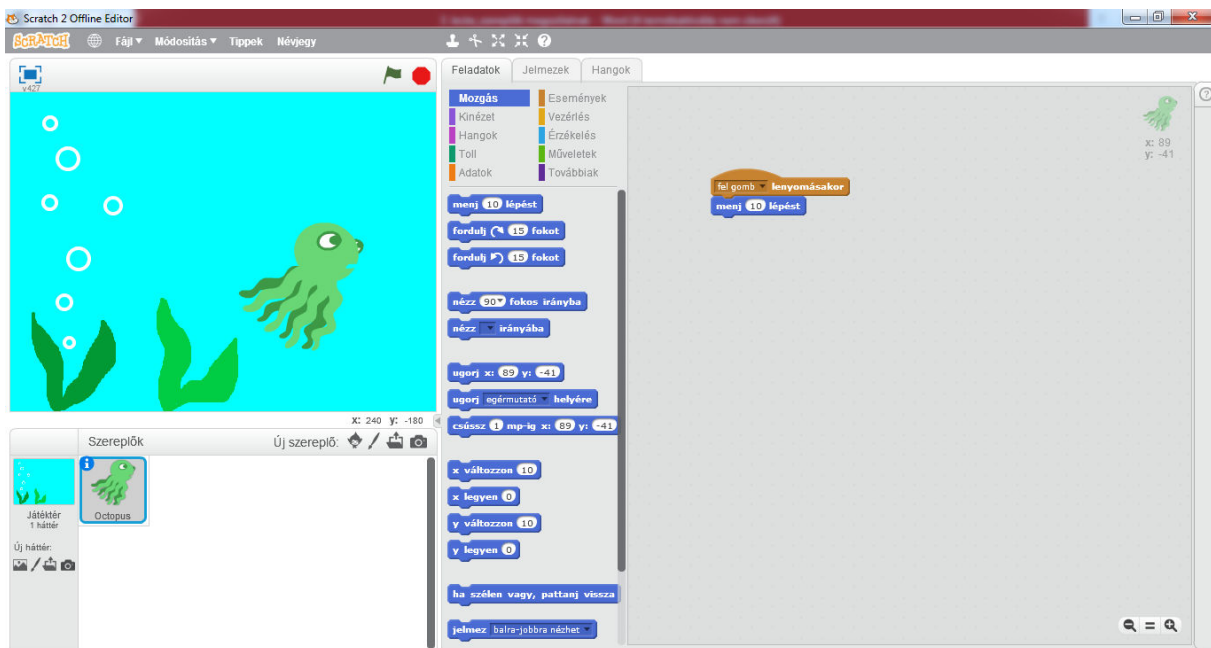 Scratch 2 Offline Editor
SCRATCH Fájl Módosítás Tippek Névjegy
v427
Feladatok Jelmezek Hangok
Mozgás Események
Kinézet Vezérlés
Hangok Érzékelés
Toll Műveletek
Adatok Továbbiak
menj 10 lépést
fordulj 15 fokot
fordulj 15 fokot
nézz 90 fokos irányba
nézz irányába
ugorj x: 89 y: -41
ugorj egérmutató helyére
csússz 1 mp-ig x: 89 y: -41
x változzon 10
x legyen 0
y változzon 10
y legyen 0
ha szélen vagy, pattanj vissza
jelmez balra-jobbra nézhet
fel gomb lenyomásakor
menj 10 lépést
x: 89
y: -41
X: 240 y: -180
Szereplők Új szereplő:
Játéktér
1 háttér
Új háttér:
Octopus